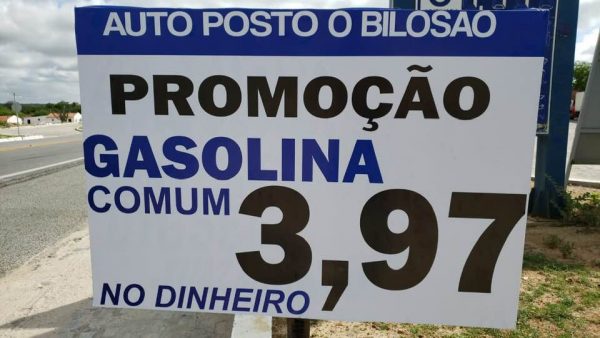 AUTO POSTO O BILOSAO
PROMOÇÃO
GASOLINA
COMUM 3,97
NO DINHEIRO